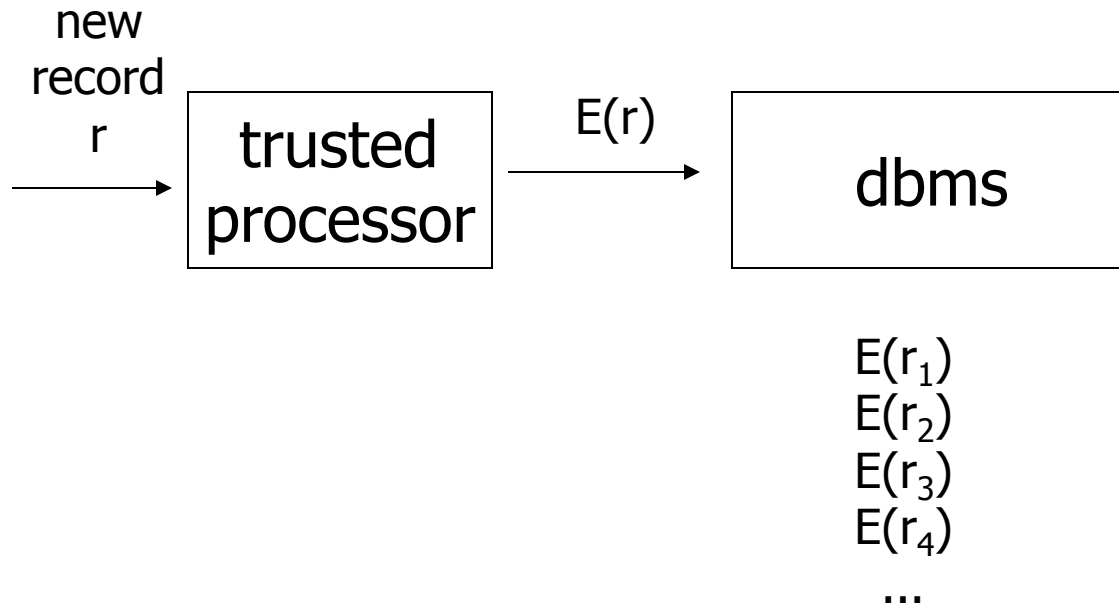 new
record
r
trusted
processor
E(r)
dbms
E(r₁)
E(r₂)
E(r₃)
E(r₄)
...